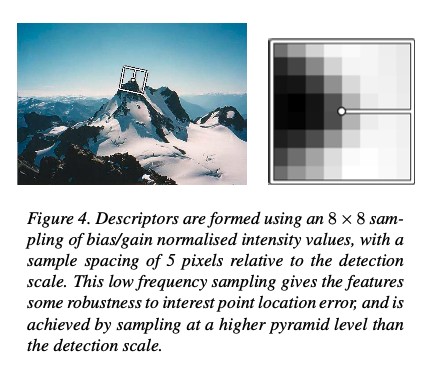 Figure 4. Descriptors are formed using an 8 × 8 sam-
pling of bias/gain normalised intensity values, with a
sample spacing of 5 pixels relative to the detection
scale. This low frequency sampling gives the features
some robustness to interest point location error, and is
achieved by sampling at a higher pyramid level than
the detection scale.